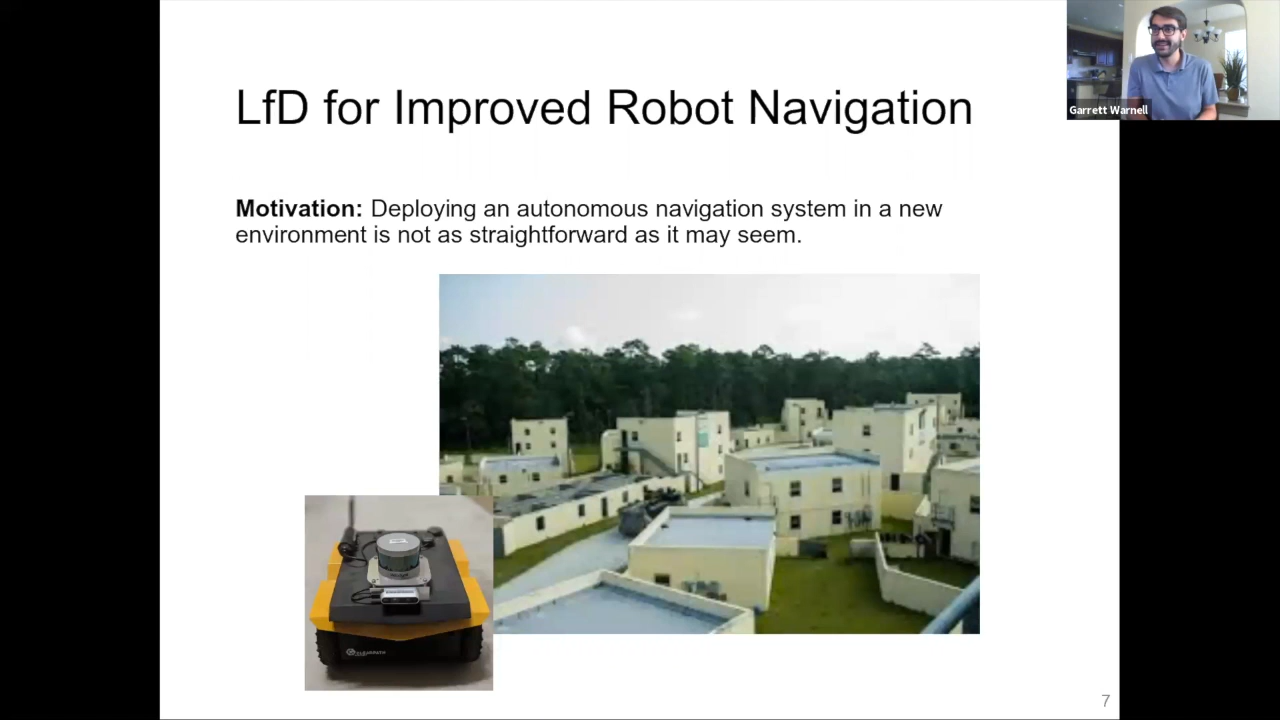 LfD for Improved Robot Navigation
Garrett Warnell
Motivation: Deploying an autonomous navigation system in a new
environment is not as straightforward as it may seem.
CLEARPATH
7